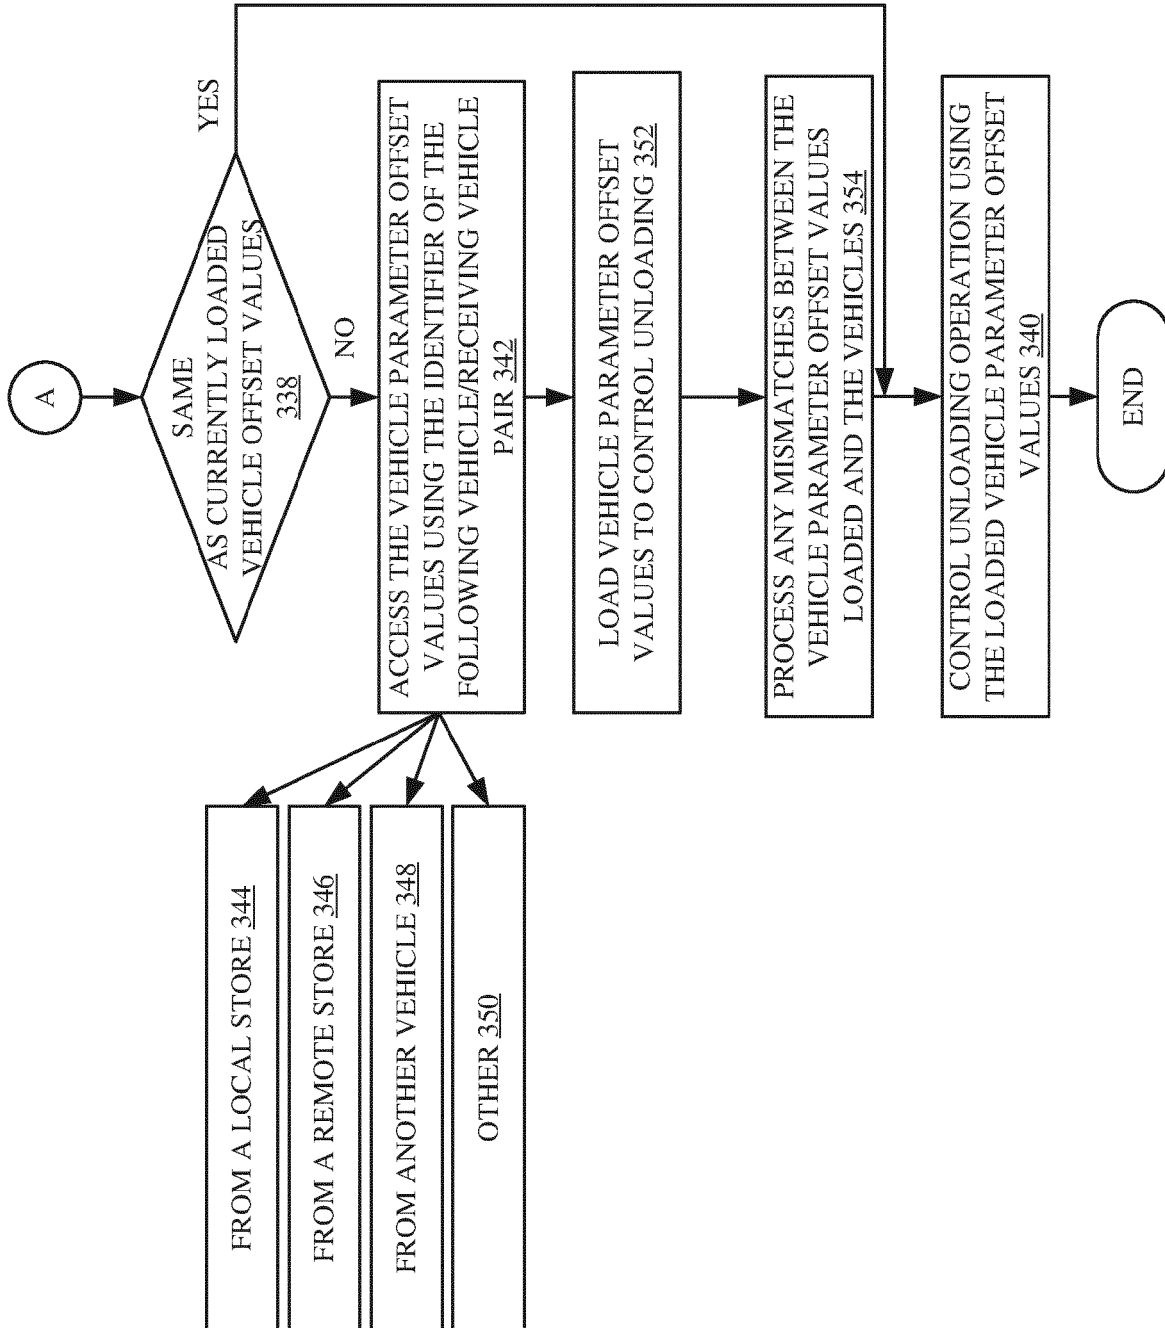 A
SAME
AS CURRENTLY LOADED
VEHICLE OFFSET VALUES
338
YES
NO
ACCESS THE VEHICLE PARAMETER OFFSET
VALUES USING THE IDENTIFIER OF THE
FOLLOWING VEHICLE/RECEIVING VEHICLE
PAIR 342
FROM A LOCAL STORE 344
FROM A REMOTE STORE 346
FROM ANOTHER VEHICLE 348
OTHER 350
LOAD VEHICLE PARAMETER OFFSET
VALUES TO CONTROL UNLOADING 352
PROCESS ANY MISMATCHES BETWEEN THE
VEHICLE PARAMETER OFFSET VALUES
LOADED AND THE VEHICLES 354
CONTROL UNLOADING OPERATION USING
THE LOADED VEHICLE PARAMETER OFFSET
VALUES 340
END